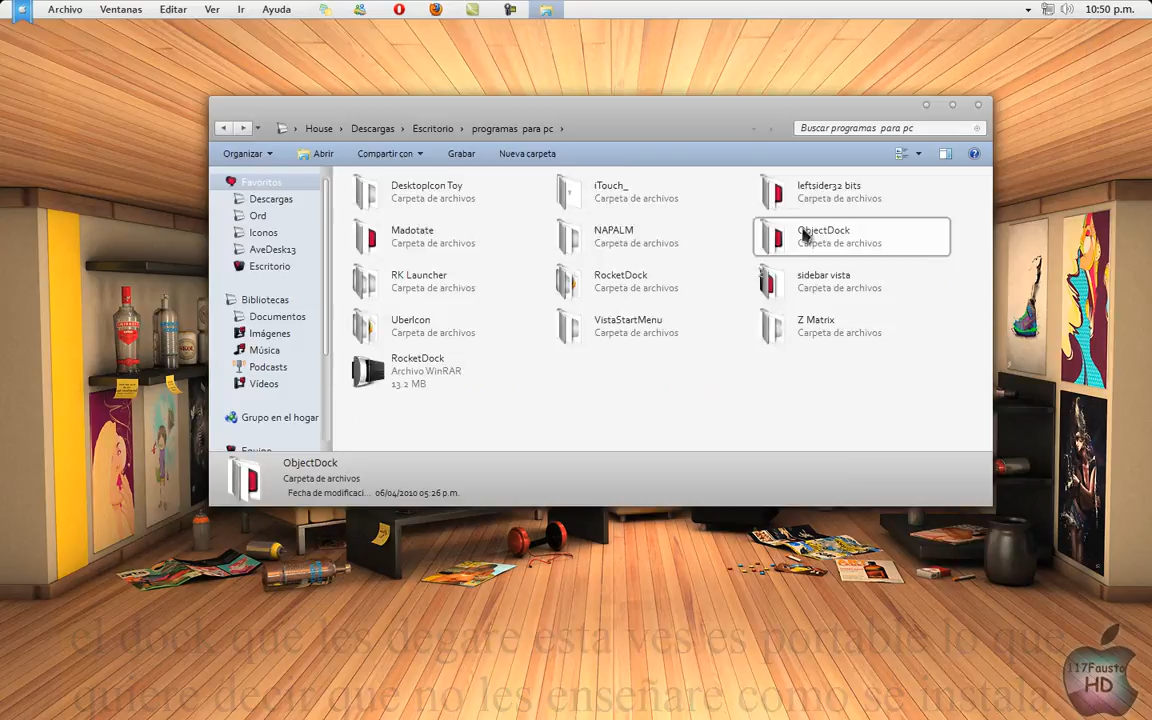 Archivo Ventanas Editar Ver Ir Ayuda 10:50 p.m.
House Descargas Escritorio programas para pc Buscar programas para pc
Organizar Abrir Compartir con Grabar Nueva carpeta
Favoritos
Descargas
Ord
Iconos
AveDesk13
Escritorio
Bibliotecas
Documentos
Imágenes
Música
Podcasts
Vídeos
Grupo en el hogar
Equipo
DesktopIcon Toy
Carpeta de archivos
iTouch_
Carpeta de archivos
leftsider32 bits
Carpeta de archivos
Madotate
Carpeta de archivos
NAPALM
Carpeta de archivos
ObjectDock
Carpeta de archivos
RK Launcher
Carpeta de archivos
RocketDock
Carpeta de archivos
sidebar vista
Carpeta de archivos
UberIcon
Carpeta de archivos
VistaStartMenu
Carpeta de archivos
Z Matrix
Carpeta de archivos
RocketDock
Archivo WinRAR
13.2 MB
ObjectDock
Carpeta de archivos
Fecha de modificaci... 06/04/2010 05:26 p.m.
el dock que les degare esta ves es portable lo que
quiere decir que no les enseñare como se instala.
117Fausto
HD